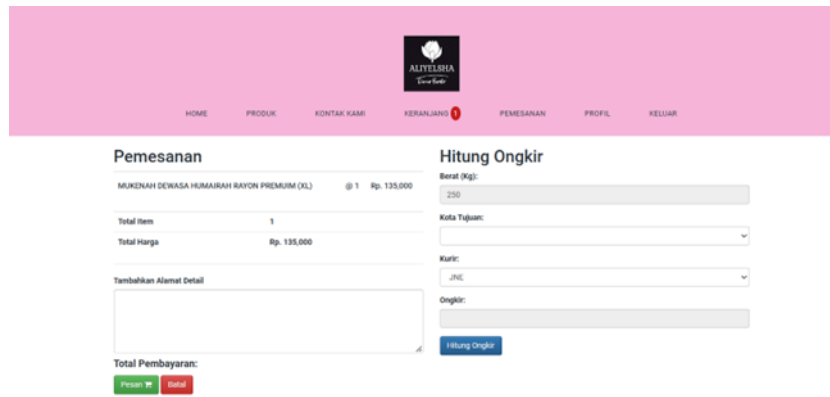 ALIYELSHA
HOME PRODUK KONTAK KAMI KERANJANG 1 PEMESANAN PROFIL KELUAR
Pemesanan
MUKENAH DEWASA HUMAIRAH RAYON PREMUIM (XL) @ 1 Rp. 135,000
Total Item 1
Total Harga Rp. 135,000
Tambahkan Alamat Detail
Total Pembayaran:
Pesan Batal
Hitung Ongkir
Berat (Kg):
250
Kota Tujuan:
Kurir:
JNE
Ongkir:
Hitung Ongkir